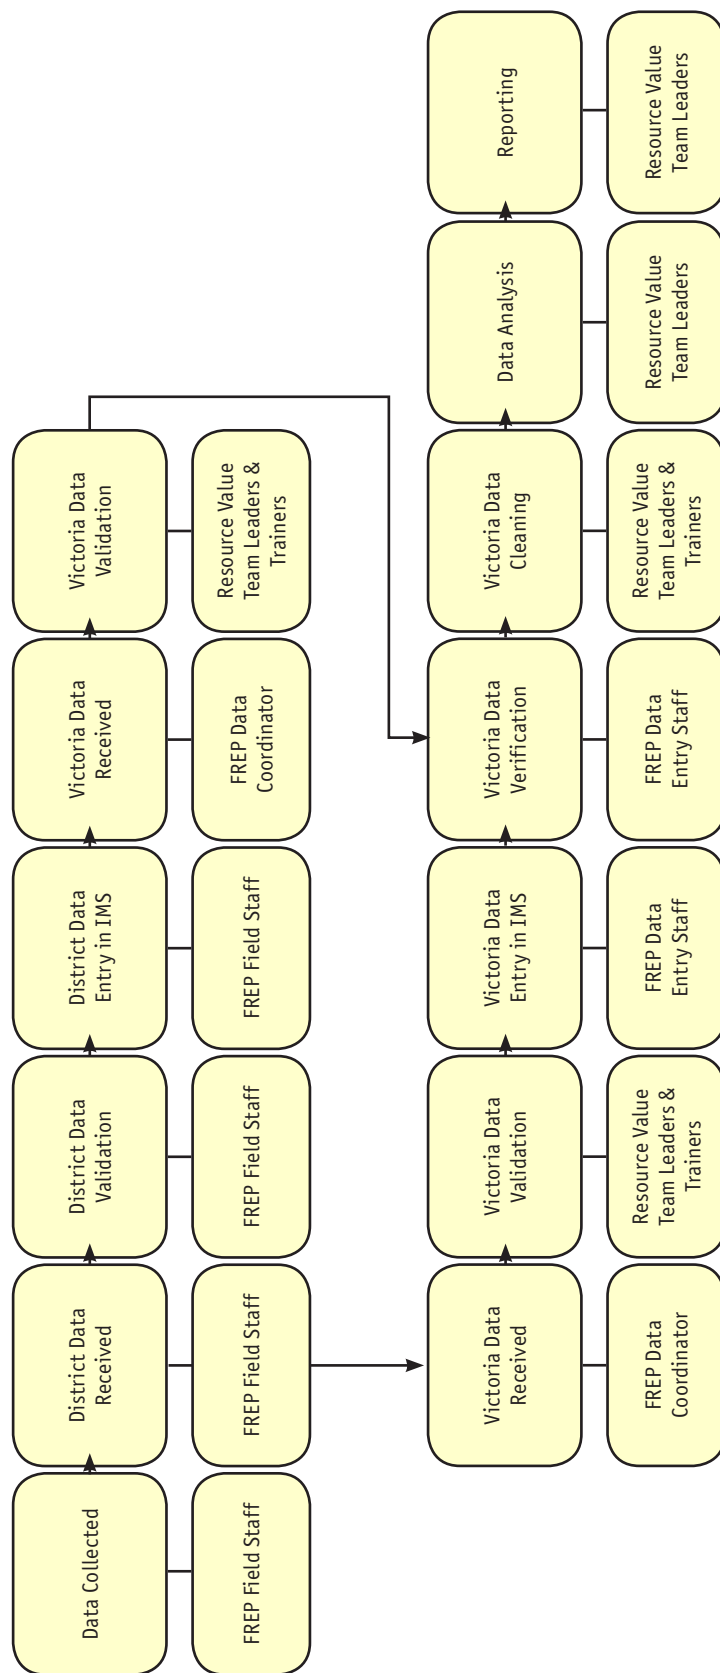 Data Collected
FREP Field Staff
District Data
Received
FREP Field Staff
District Data
Validation
FREP Field Staff
District Data
Entry in IMS
FREP Field Staff
Victoria Data
Received
FREP Data
Coordinator
Victoria Data
Validation
Resource Value
Team Leaders &
Trainers
Victoria Data
Received
FREP Data
Coordinator
Victoria Data
Validation
Resource Value
Team Leaders &
Trainers
Victoria Data
Entry in IMS
FREP Data
Entry Staff
Victoria Data
Verification
FREP Data
Entry Staff
Victoria Data
Cleaning
Resource Value
Team Leaders &
Trainers
Data Analysis
Resource Value
Team Leaders
Reporting
Resource Value
Team Leaders